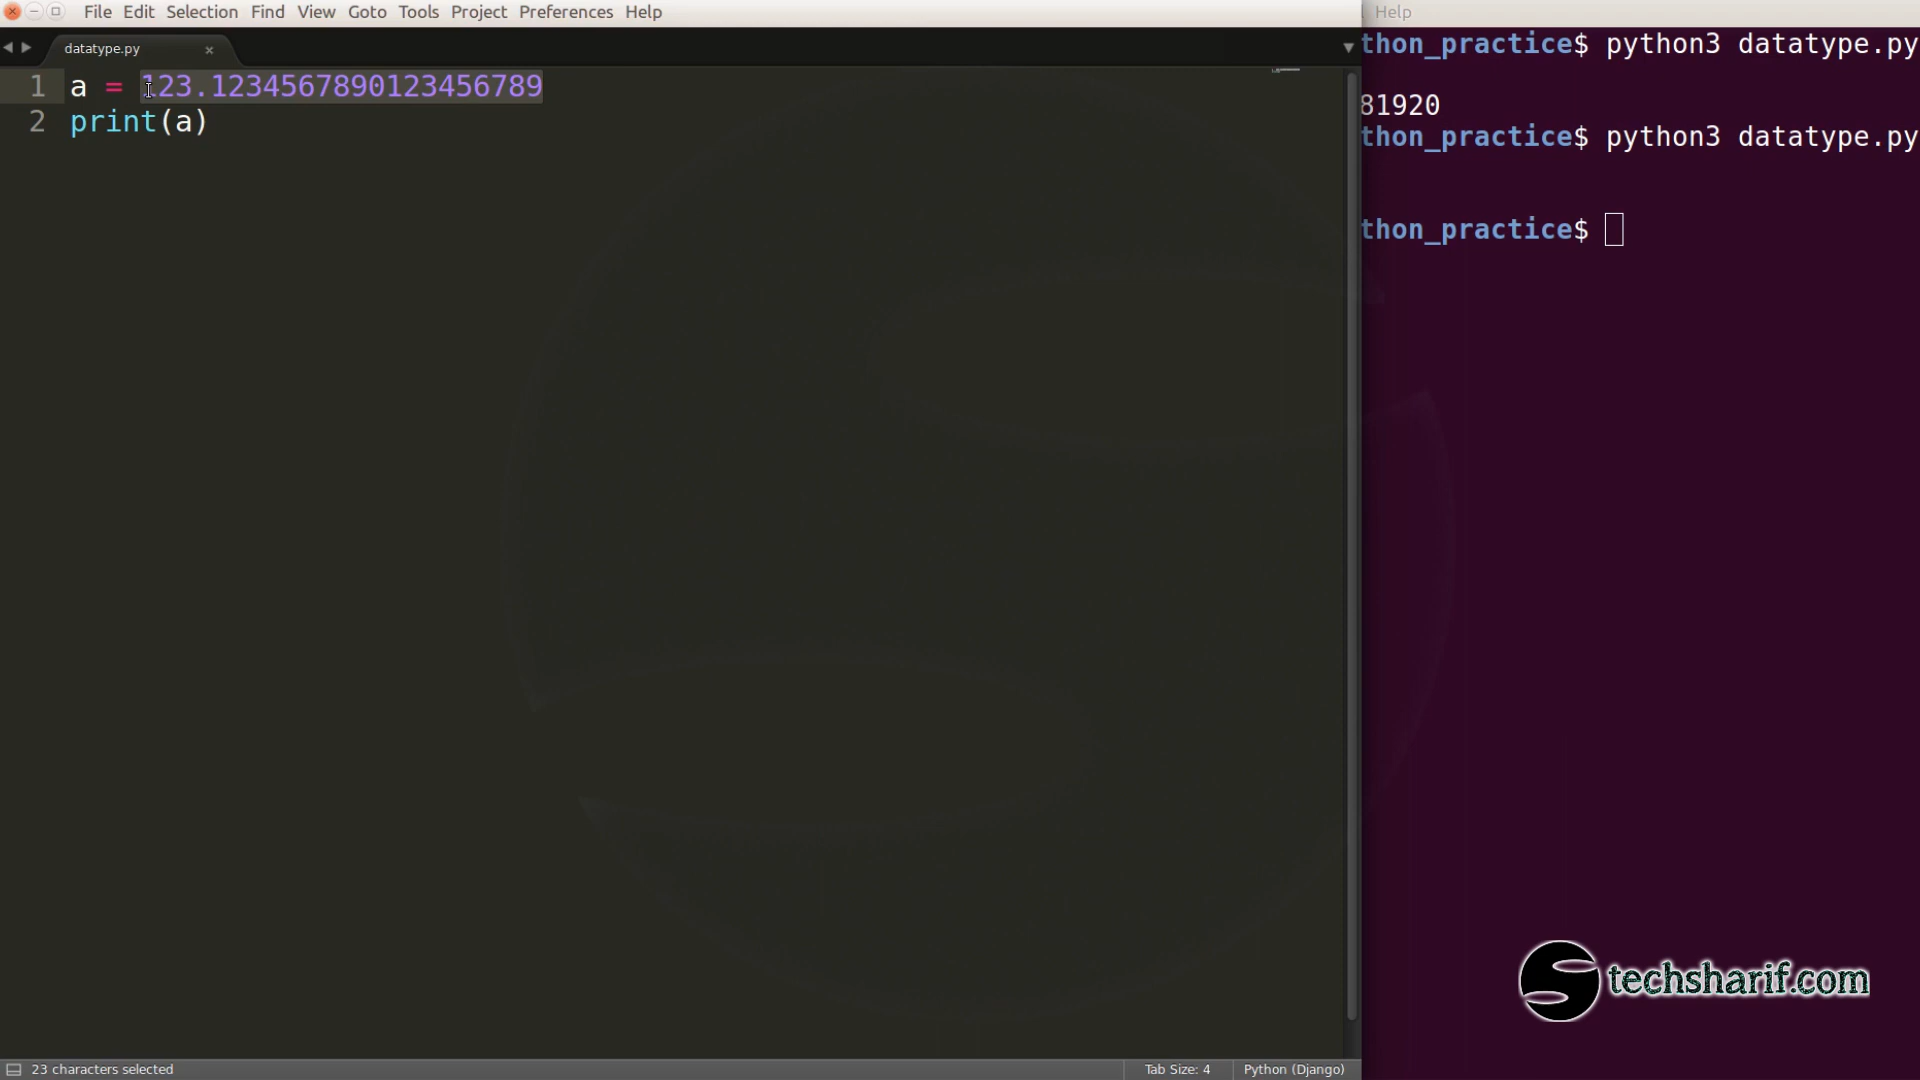 File Edit Selection Find View Goto Tools Project Preferences Help
Help
datatype.py
1 a = 123.1234567890123456789
2 print(a)
thon_practice$ python3 datatype.py
81920
thon_practice$ python3 datatype.py
thon_practice$
techsharif.com
23 characters selected
Tab Size: 4
Python (Django)